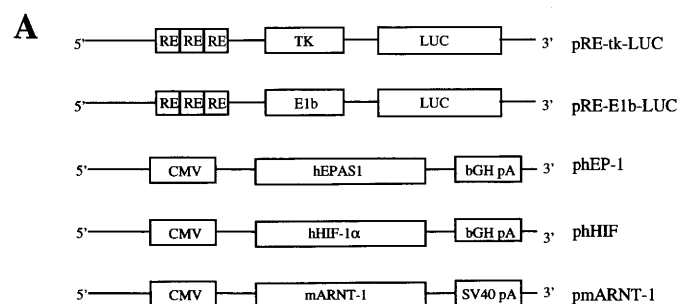 A
5' RE RE RE TK LUC 3' pRE-tk-LUC
5' RE RE RE E1b LUC 3' pRE-E1b-LUC
5' CMV hEPAS1 bGH pA 3' phEP-1
5' CMV hHIF-1α bGH pA 3' phHIF
5' CMV mARNT-1 SV40 pA 3' pmARNT-1